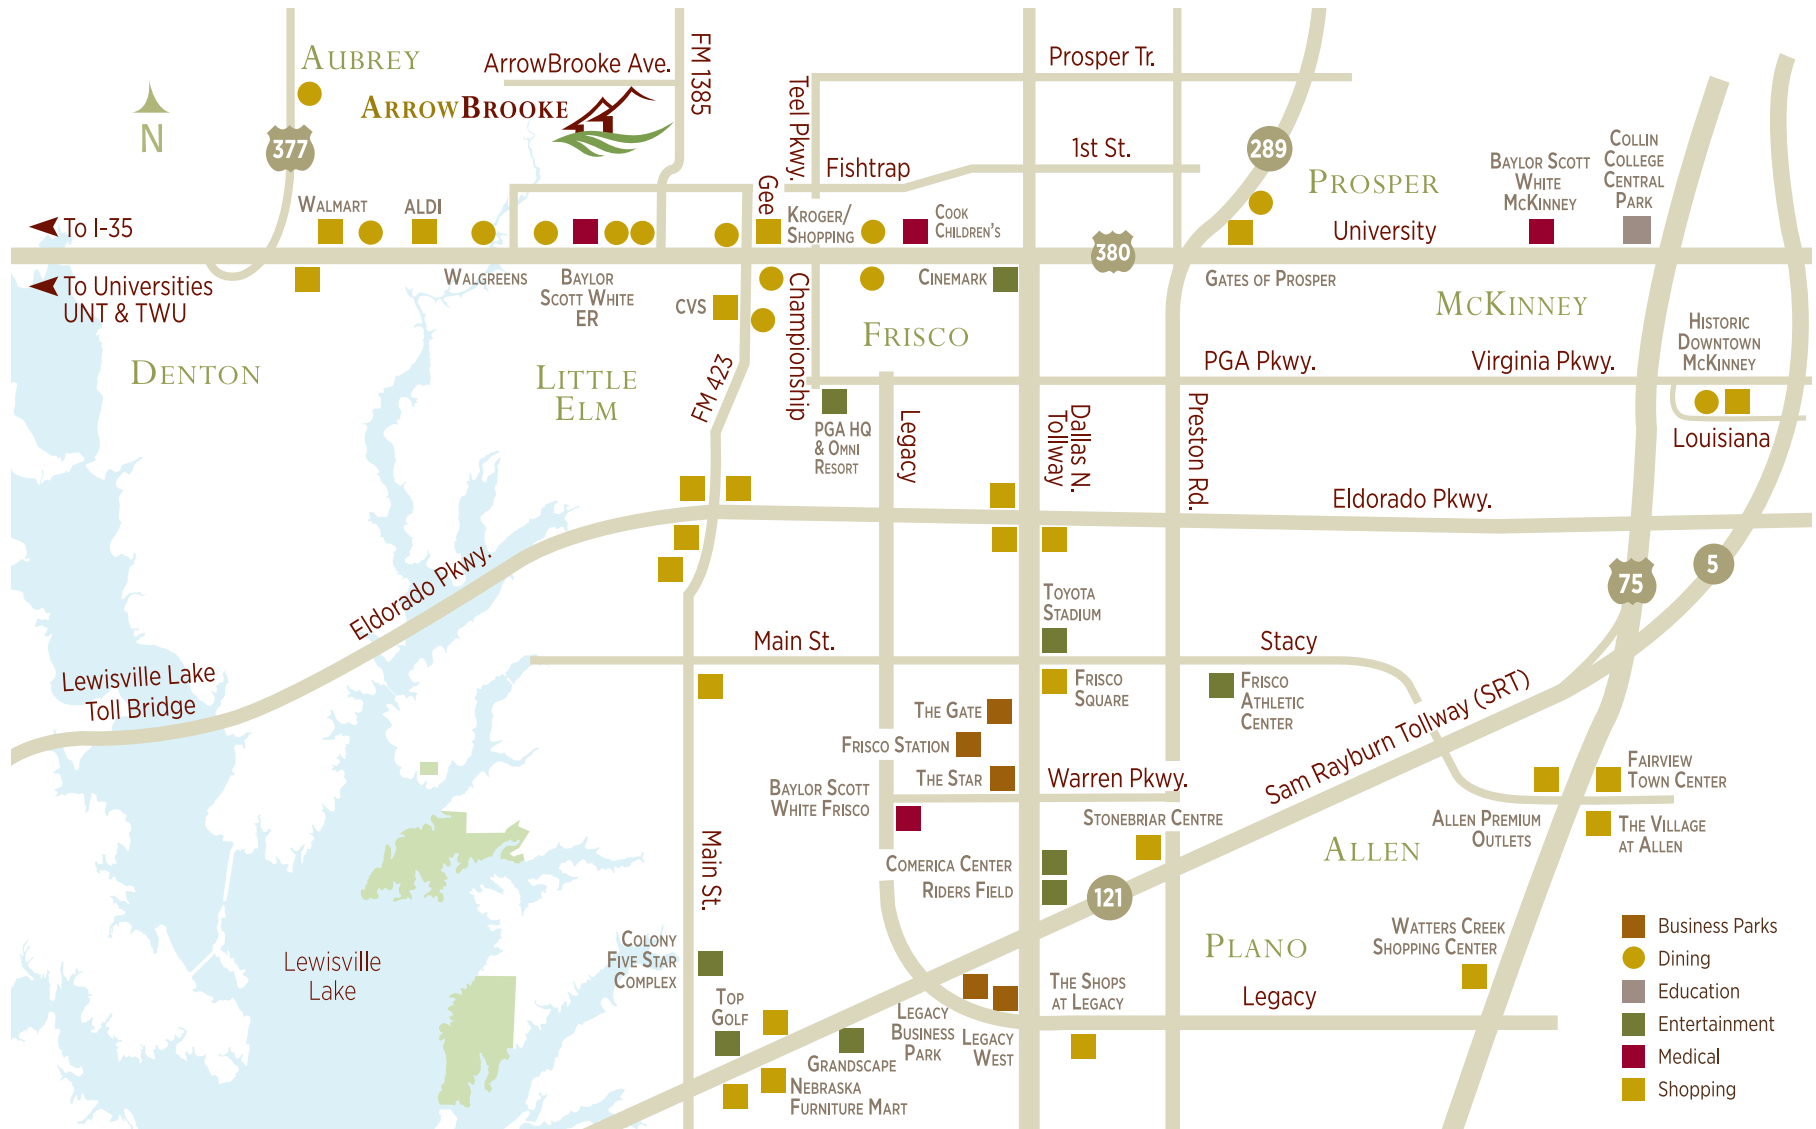 AUBREY
ArrowBrooke Ave.
ARROWBROOKE
FM 1385
Prosper Tr.
Teel Pkwy.
N
377
1st St.
Fishtrap
289
PROSPER
BAYLOR SCOTT
WHITE
MCKINNEY
COLLIN
COLLEGE
CENTRAL
PARK
To I-35
WALMART
ALDI
Gee
KROGER/
SHOPPING
COOK
CHILDREN'S
University
380
To Universities
UNT & TWU
WALGREENS
BAYLOR
SCOTT WHITE
ER
CVS
Championship
CINEMARK
GATES OF PROSPER
MCKINNEY
FRISCO
HISTORIC
DOWNTOWN
MCKINNEY
DENTON
LITTLE
ELM
FM 423
PGA Pkwy.
Virginia Pkwy.
PGA HQ
& OMNI
RESORT
Legacy
Dallas N.
Tollway
Preston Rd.
Louisiana
Eldorado Pkwy.
Eldorado Pkwy.
75
5
TOYOTA
STADIUM
Main St.
Stacy
Lewisville Lake
Toll Bridge
FRISCO
SQUARE
FRISCO
ATHLETIC
CENTER
THE GATE
FRISCO STATION
THE STAR
Warren Pkwy.
Sam Rayburn Tollway (SRT)
FAIRVIEW
TOWN CENTER
BAYLOR SCOTT
WHITE FRISCO
STONEBRIAR CENTRE
ALLEN PREMIUM
OUTLETS
THE VILLAGE
AT ALLEN
ALLEN
Main St.
COMERICA CENTER
RIDERS FIELD
121
Lewisville
Lake
COLONY
FIVE STAR
COMPLEX
PLANO
WATTERS CREEK
SHOPPING CENTER
THE SHOPS
AT LEGACY
Legacy
TOP
GOLF
LEGACY
BUSINESS
PARK
LEGACY
WEST
GRANDSCAPE
NEBRASKA
FURNITURE MART
Business Parks
Dining
Education
Entertainment
Medical
Shopping